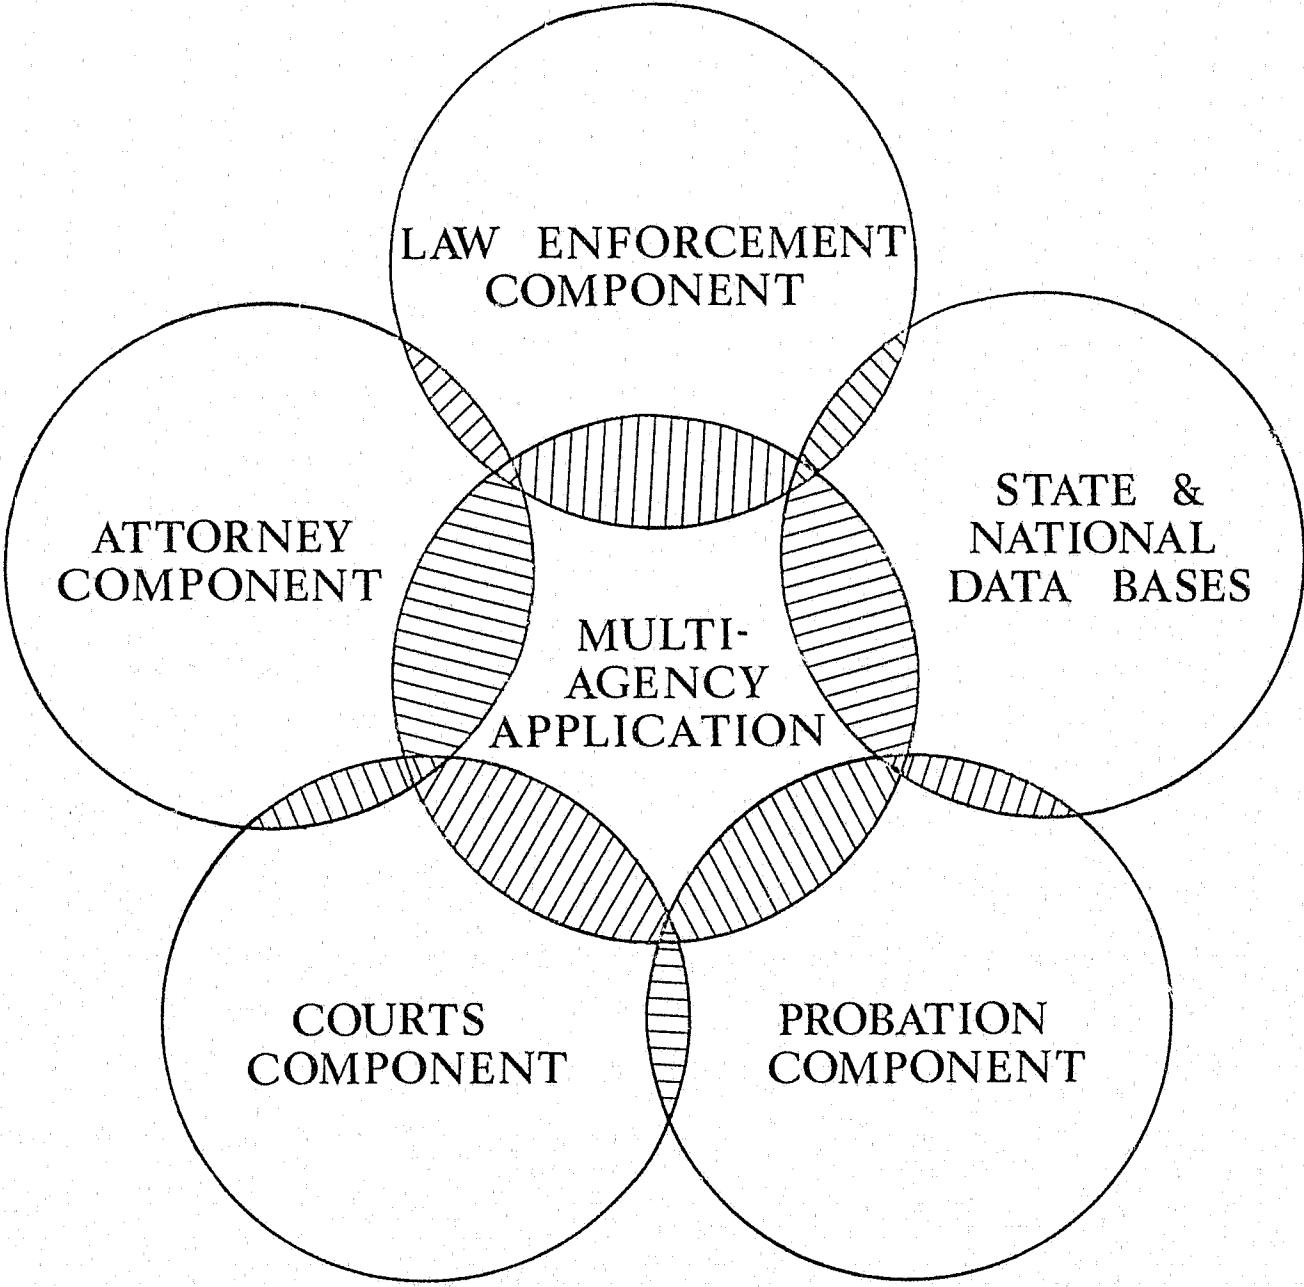 LAW ENFORCEMENT
COMPONENT
ATTORNEY
COMPONENT
STATE &
NATIONAL
DATA BASES
MULTI-
AGENCY
APPLICATION
COURTS
COMPONENT
PROBATION
COMPONENT